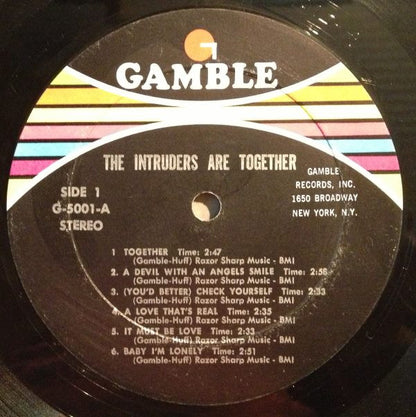 GAMBLE
THE INTRUDERS ARE TOGETHER
SIDE 1
G-5001-A
STEREO
GAMBLE
RECORDS, INC.
1650 BROADWAY
NEW YORK, N.Y.
1 TOGETHER Time: 2:47
(Gamble-Huff) Razor Sharp Music - BMI
2. A DEVIL WITH AN ANGELS SMILE Time: 2:58
(Gamble-Huff) Razor Sharp Music - BMI
3. (YOU'D BETTER) CHECK YOURSELF Time: 2:33
(Gamble-Huff) Razor Sharp Music - BMI
4. A LOVE THAT'S REAL Time: 2:35
(Gamble-Huff) Razor Sharp Music - BMI
5. IT MUST BE LOVE Time: 2:33
(Gamble-Huff) Razor Sharp Music - BMI
6. BABY I'M LONELY Time: 2:51
(Gamble-Huff) Razor Sharp Music - BMI